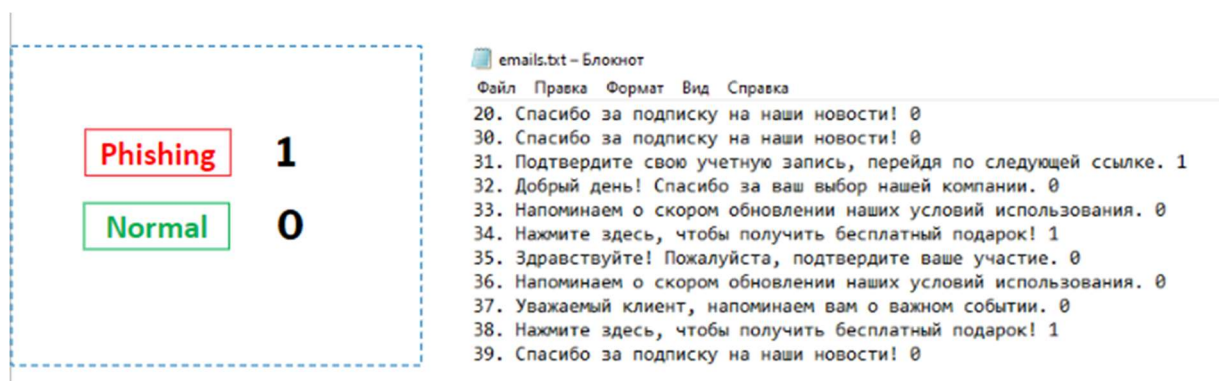 Phishing 1
Normal 0
emails.txt – Блокнот
Файл Правка Формат Вид Справка
20. Спасибо за подписку на наши новости! 0
30. Спасибо за подписку на наши новости! 0
31. Подтвердите свою учетную запись, перейдя по следующей ссылке. 1
32. Добрый день! Спасибо за ваш выбор нашей компании. 0
33. Напоминаем о скором обновлении наших условий использования. 0
34. Нажмите здесь, чтобы получить бесплатный подарок! 1
35. Здравствуйте! Пожалуйста, подтвердите ваше участие. 0
36. Напоминаем о скором обновлении наших условий использования. 0
37. Уважаемый клиент, напоминаем вам о важном событии. 0
38. Нажмите здесь, чтобы получить бесплатный подарок! 1
39. Спасибо за подписку на наши новости! 0